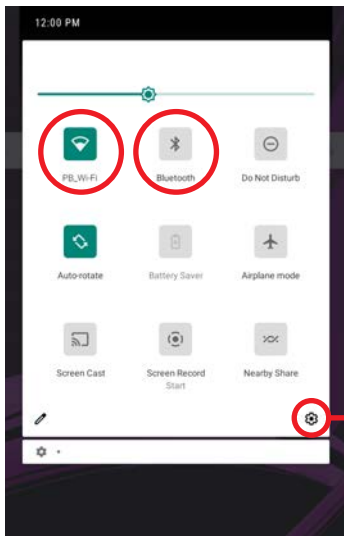 12:00 PM
PB_Wi-Fi
Bluetooth
Do Not Disturb
Auto-rotate
Battery Saver
Airplane mode
Screen Cast
Screen Record
Start
Nearby Share